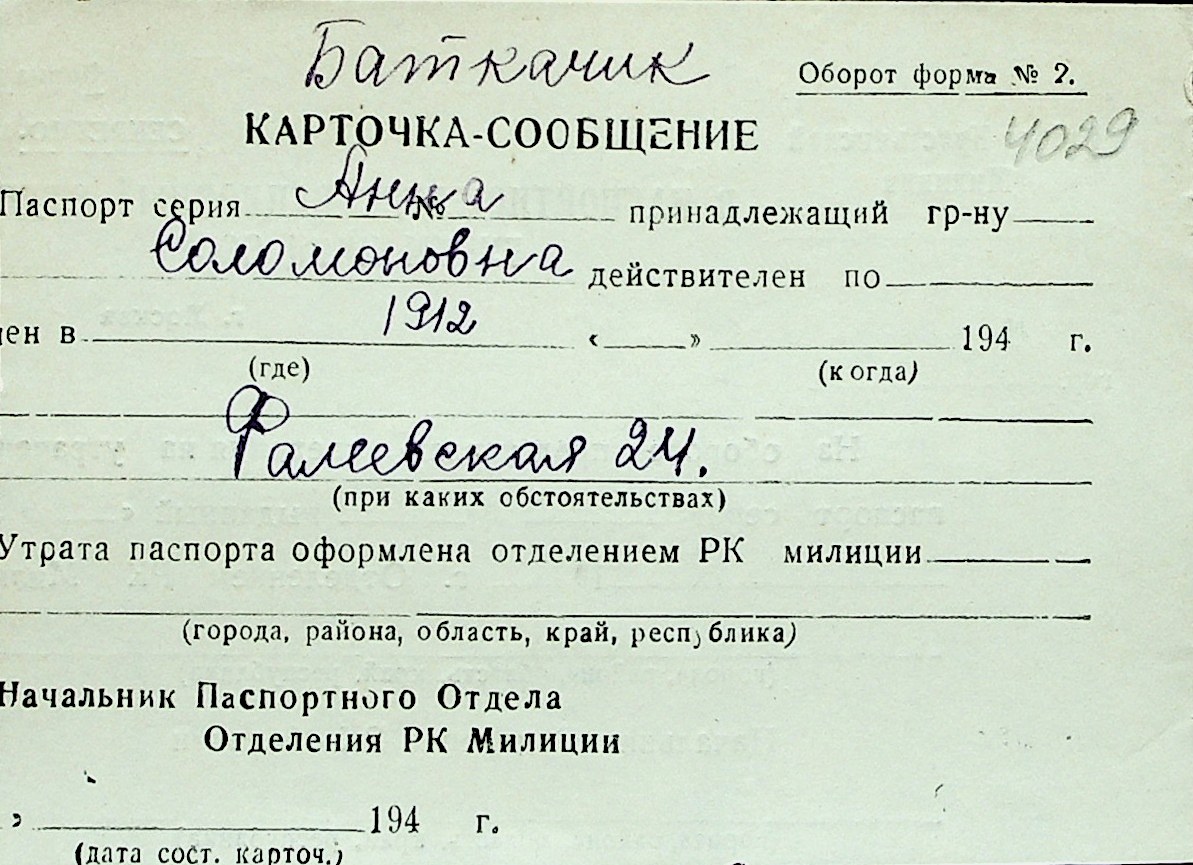 Баткачик
Оборот форма № 2.
КАРТОЧКА-СООБЩЕНИЕ
4029
Паспорт серия Анна № принадлежащий гр-ну
Соломоновна действителен по
ен в 1912 « » 194 г.
(где) (когда)
Фалеевская 24.
(при каких обстоятельствах)
Утрата паспорта оформлена отделением РК милиции
(города, района, область, край, республика)
Начальник Паспортного Отдела
Отделения РК Милиции
» 194 г.
(дата сост. карточ.)